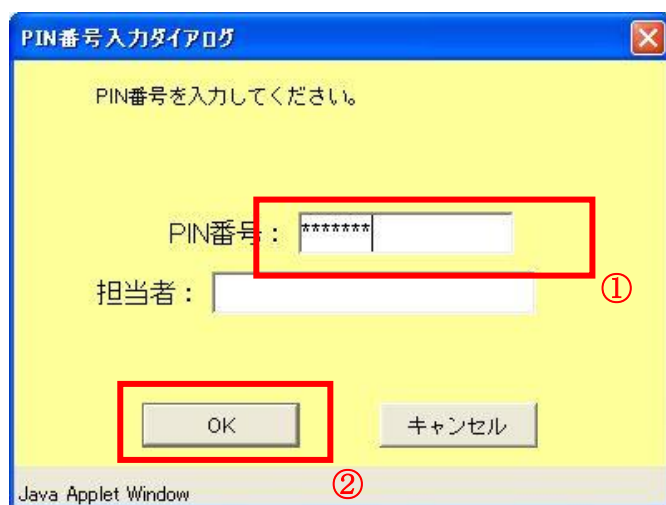 PIN番号入力ダイアログ
PIN番号を入力してください。
PIN番号： *******
担当者：
①
OK キャンセル
②
Java Applet Window